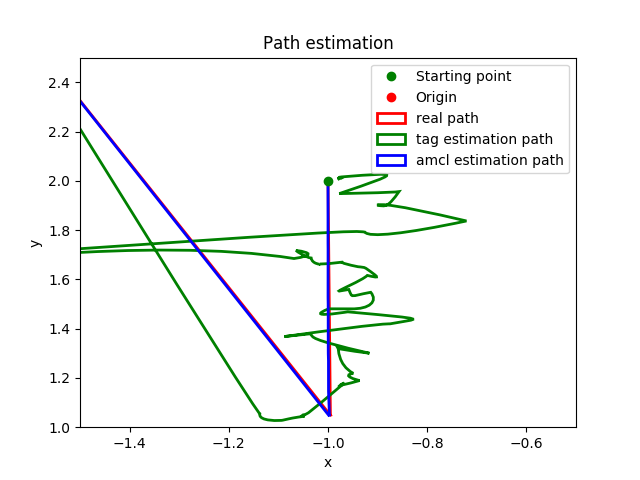 Path estimation
Starting point
Origin
real path
tag estimation path
amcl estimation path
y
2.4
2.2
2.0
1.8
1.6
1.4
1.2
1.0
−1.4
−1.2
−1.0
−0.8
−0.6
x